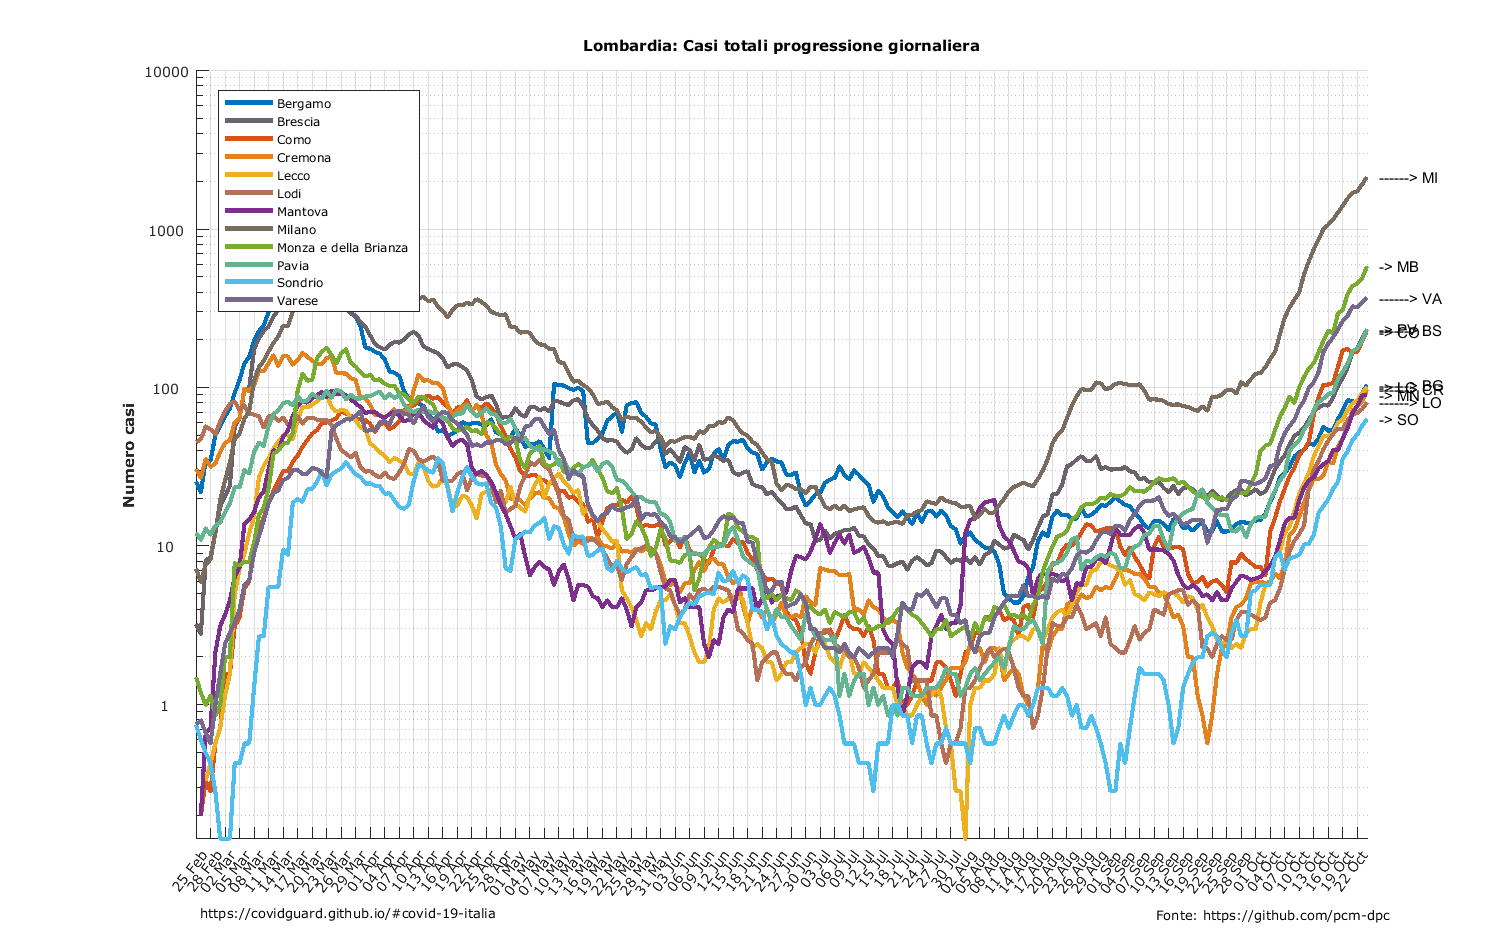 Lombardia: Casi totali progressione giornaliera
Numero casi
10000
1000
100
10
1
Bergamo
Brescia
Como
Cremona
Lecco
Lodi
Mantova
Milano
Monza e della Brianza
Pavia
Sondrio
Varese
------> MI
-> MB
------> VA
BS
BG
CR
MN
------> LO
-> SO
25 Feb
28 Feb
02 Mar
05 Mar
08 Mar
11 Mar
14 Mar
17 Mar
20 Mar
23 Mar
26 Mar
29 Mar
01 Apr
04 Apr
07 Apr
10 Apr
13 Apr
16 Apr
19 Apr
22 Apr
25 Apr
28 Apr
01 May
04 May
07 May
10 May
13 May
16 May
19 May
22 May
25 May
28 May
31 May
03 Jun
06 Jun
09 Jun
12 Jun
15 Jun
18 Jun
21 Jun
24 Jun
27 Jun
30 Jun
03 Jul
06 Jul
09 Jul
12 Jul
15 Jul
18 Jul
21 Jul
24 Jul
27 Jul
30 Jul
02 Aug
05 Aug
08 Aug
11 Aug
14 Aug
17 Aug
20 Aug
23 Aug
26 Aug
29 Aug
01 Sep
04 Sep
07 Sep
10 Sep
13 Sep
16 Sep
19 Sep
22 Sep
25 Sep
28 Sep
01 Oct
04 Oct
07 Oct
10 Oct
13 Oct
16 Oct
19 Oct
22 Oct
https://covidguard.github.io/#covid-19-italia
Fonte: https://github.com/pcm-dpc